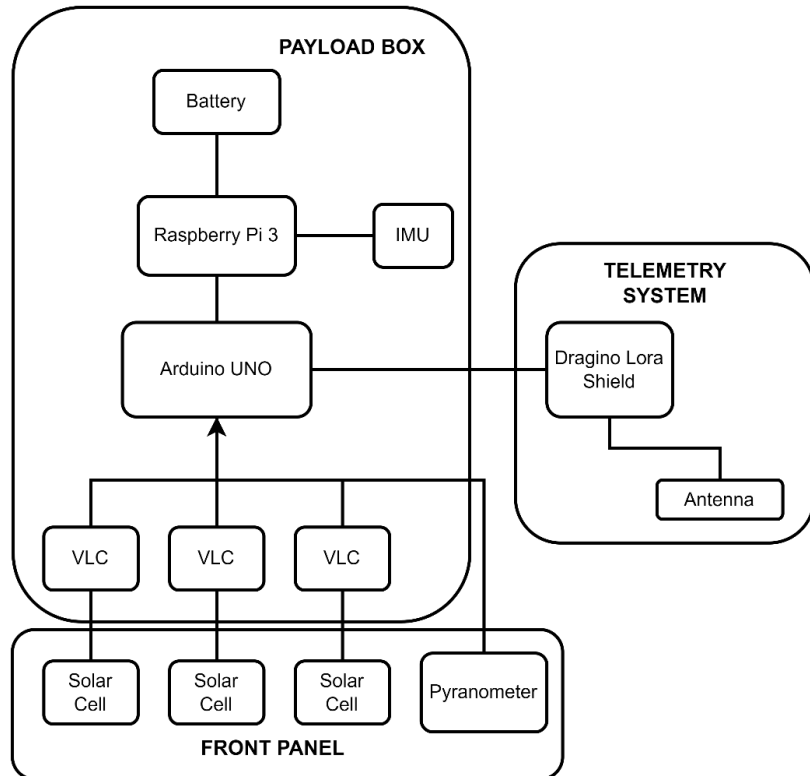 PAYLOAD BOX
Battery
Raspberry Pi 3
IMU
TELEMETRY
SYSTEM
Arduino UNO
Dragino Lora
Shield
Antenna
VLC
VLC
VLC
Solar
Cell
Solar
Cell
Solar
Cell
Pyranometer
FRONT PANEL